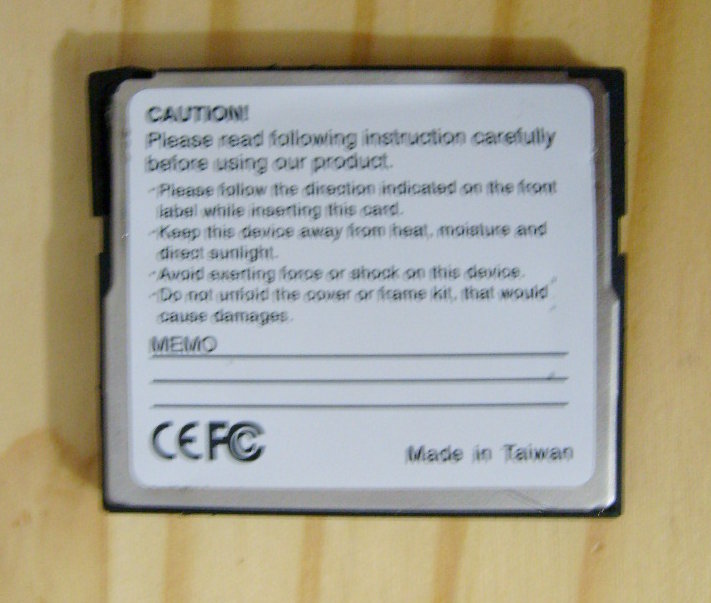 CAUTION!
Please read following instruction carefully
before using our product.
-Please follow the direction indicated on the front
label while inserting this card.
-Keep this device away from heat, moisture and
direct sunlight.
-Avoid exerting force or shock on this device.
-Do not unfold the cover or frame kit, that would
cause damages.
MEMO
CE FC
Made in Taiwan